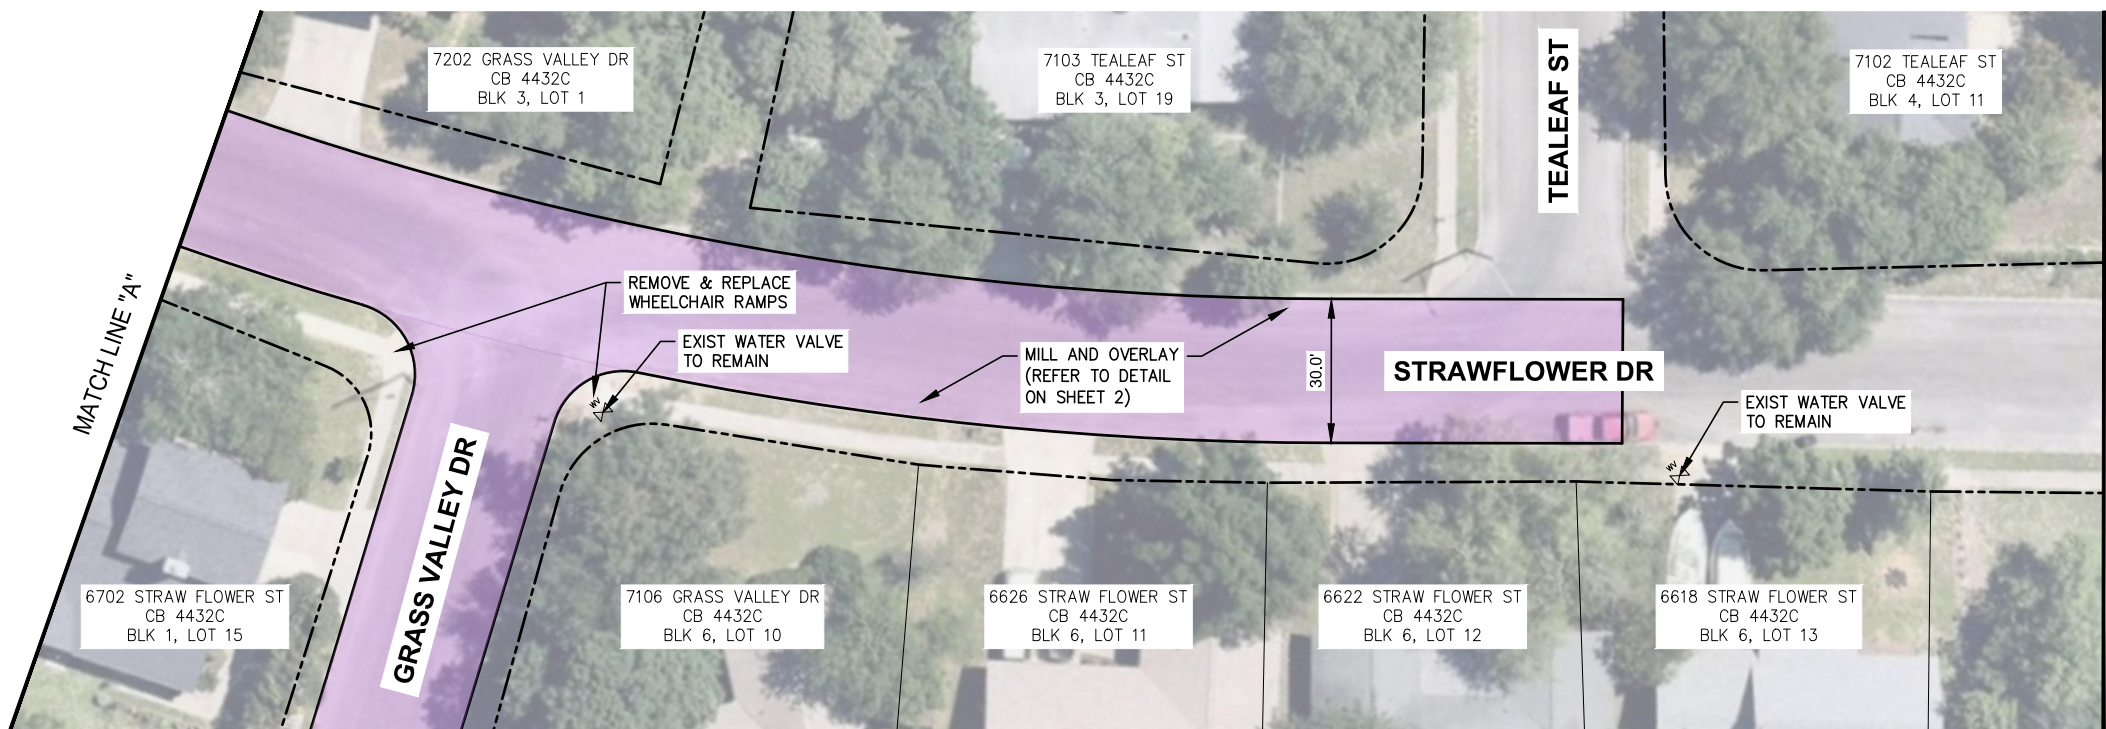 7202 GRASS VALLEY DR
CB 4432C
BLK 3, LOT 1
7103 TEALEAF ST
CB 4432C
BLK 3, LOT 19
TEALEAF ST
7102 TEALEAF ST
CB 4432C
BLK 4, LOT 11
MATCH LINE "A"
REMOVE & REPLACE
WHEELCHAIR RAMPS
EXIST WATER VALVE
TO REMAIN
WV
MILL AND OVERLAY
(REFER TO DETAIL
ON SHEET 2)
30.0'
STRAWFLOWER DR
EXIST WATER VALVE
TO REMAIN
WV
GRASS VALLEY DR
6702 STRAW FLOWER ST
CB 4432C
BLK 1, LOT 15
7106 GRASS VALLEY DR
CB 4432C
BLK 6, LOT 10
6626 STRAW FLOWER ST
CB 4432C
BLK 6, LOT 11
6622 STRAW FLOWER ST
CB 4432C
BLK 6, LOT 12
6618 STRAW FLOWER ST
CB 4432C
BLK 6, LOT 13